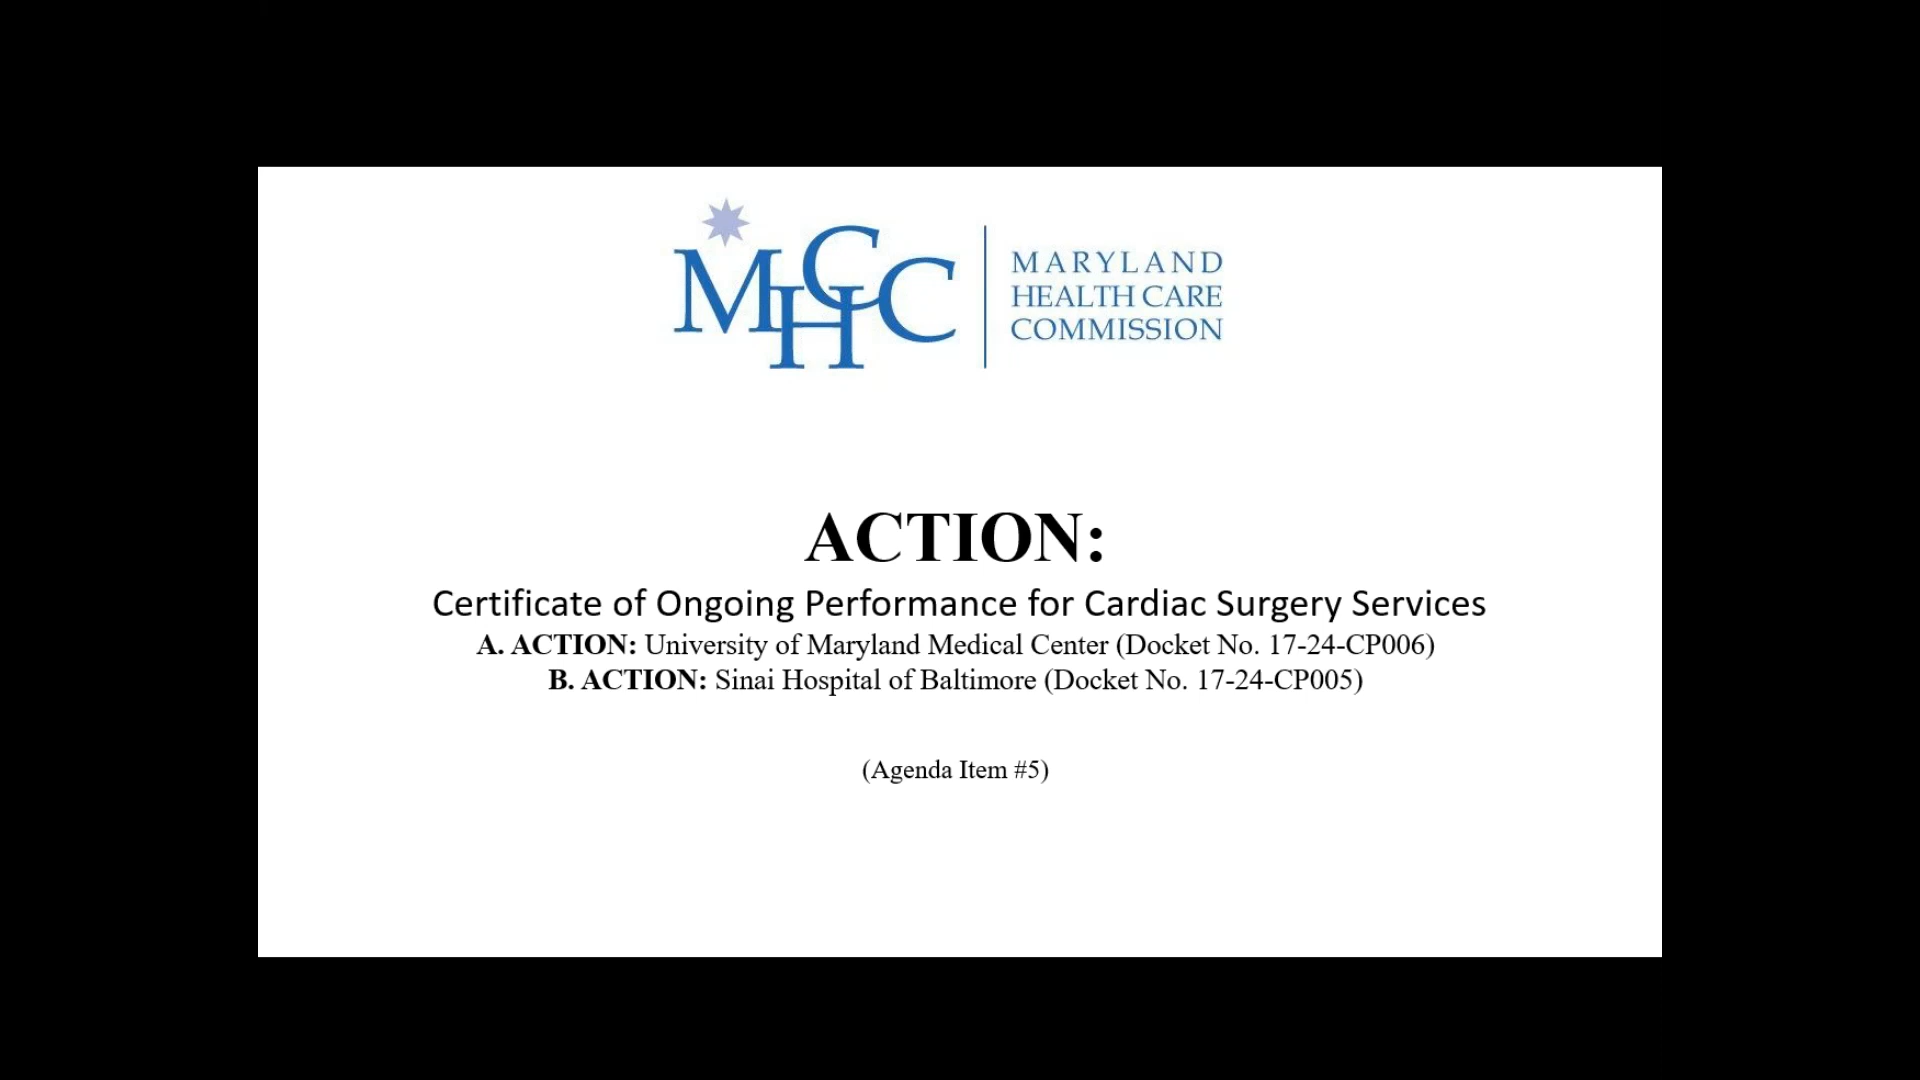 MHCC
MARYLAND
HEALTH CARE
COMMISSION
ACTION:
Certificate of Ongoing Performance for Cardiac Surgery Services
A. ACTION: University of Maryland Medical Center (Docket No. 17-24-CP006)
B. ACTION: Sinai Hospital of Baltimore (Docket No. 17-24-CP005)
(Agenda Item #5)